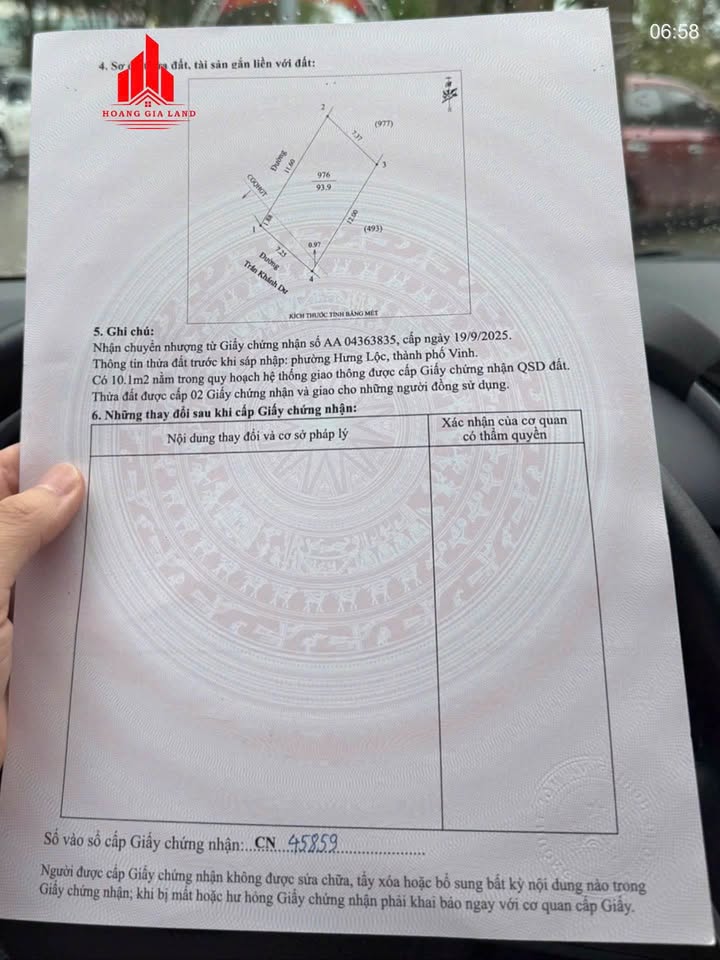 06:58
4. Sơ đất, tài sản gắn liền với đất:
HOANG GIA LAND
2
(977)
7.37
Đường
11.60
3
976
93.9
CGQHGT
12.00
(493)
1.88
1
7.25
0.97
Đường
Trần Khánh Dư
4
KÍCH THƯỚC TÍNH BẰNG MÉT
5. Ghi chú:
Nhận chuyển nhượng từ Giấy chứng nhận số AA 04363835, cấp ngày 19/9/2025.
Thông tin thửa đất trước khi sáp nhập: phường Hưng Lộc, thành phố Vinh.
Có 10.1m2 nằm trong quy hoạch hệ thống giao thông được cấp Giấy chứng nhận QSD đất.
Thửa đất được cấp 02 Giấy chứng nhận và giao cho những người đồng sử dụng.
6. Những thay đổi sau khi cấp Giấy chứng nhận:
Nội dung thay đổi và cơ sở pháp lý
Xác nhận của cơ quan
có thẩm quyền
Số vào sổ cấp Giấy chứng nhận: CN 45859
Người được cấp Giấy chứng nhận không được sửa chữa, tẩy xóa hoặc bổ sung bất kỳ nội dung nào trong
Giấy chứng nhận; khi bị mất hoặc hư hỏng Giấy chứng nhận phải khai báo ngay với cơ quan cấp Giấy.